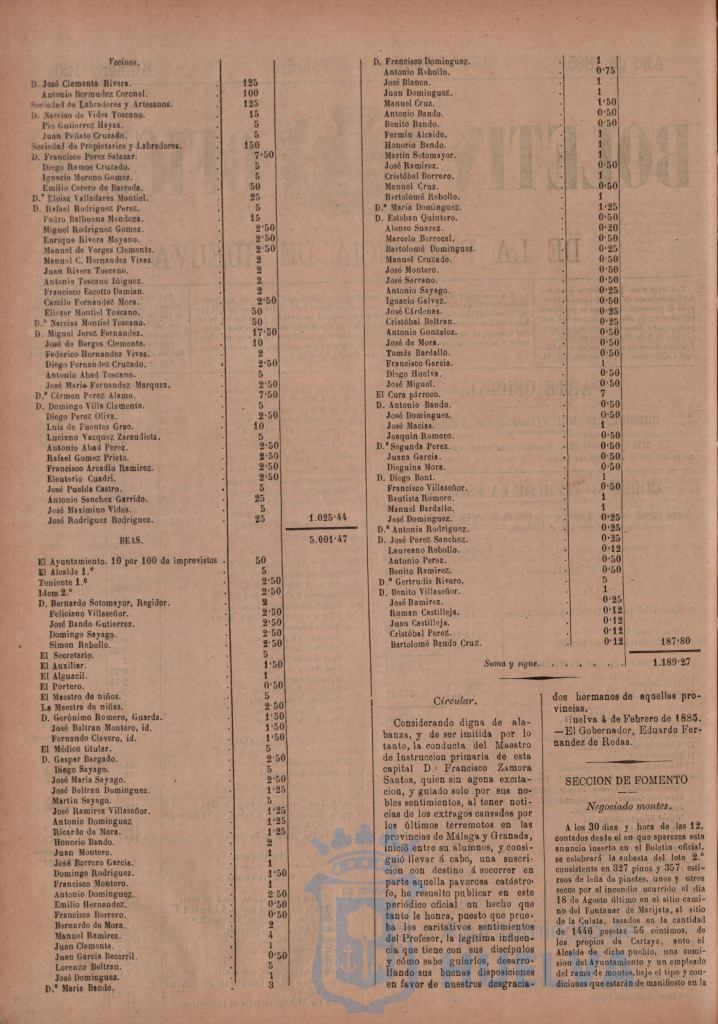 Vecinos.
D. José Clemente Rivera. 125
Antonio Bermudez Coronel. 100
Sociedad de Labradores y Artesanos. 125
D. Narciso de Vides Toscano. 15
Pio Gutierrez Hayas. 5
Juan Peñate Cruzado. 5
Sociedad de Propietarios y Labradores. 150
D. Francisco Perez Salazar. 7·50
Diego Ramos Cruzado. 5
Ignacio Moreno Gomez. 5
Emilio Corero de Barreda. 50
D.ª Eloisa Valladares Montiel. 25
D. Rafael Rodriguez Perez. 5
Pedro Balbuena Mendoza. 15
Miguel Rodriguez Gomez. 2·50
Enrique Rivera Moyano. 2·50
Manuel de Verges Clemente. 2·50
Manuel C. Hernandez Vivas. 2
Juan Rivera Toscano. 2
Antonio Toscano Iñiguez. 2
Francisco Escotto Damian. 2
Camilo Fernandez Mora. 2·50
Eliezer Montiel Toscano. 50
D.ª Narcisa Montiel Toscano. 50
D. Miguel Jerez Fernandez. 17·50
José de Berges Clemente. 10
Federico Hernandez Vivas. 2
Diego Fernandez Cruzado. 2·50
Antonio Abad Toscano. 5
José Maria Fernandez Marquez. 2·50
D.ª Cármen Perez Alamo. 7·50
D. Domingo Villa Clemente. 5
Diego Perez Oliva. 2·50
Luis de Fuentes Grao. 10
Luciano Vazquez Zarandieta. 5
Antonio Abad Perez. 2·50
Rafael Gomez Prieto. 2·50
Francisco Arcadio Ramirez. 2·50
Eleuterio Cuadri. 2·50
José Puebla Castro. 5
Antonio Sanchez Garrido. 25
José Maximino Vides. 5
José Rodriguez Rodriguez. 25 1.025·44
BEAS. 5.001·47
El Ayuntamiento. 10 por 100 de imprevistos 50
El Alcalde 1.º 5
Teniente 1.º 2·50
Idem 2.º 2·50
D. Bernardo Sotomayor, Regidor. 2
Feliciano Villaseñor. 2·50
José Bando Gutierrez. 2·50
Domingo Sayago. 2·50
Simon Rebollo. 2·50
El Secretario. 5
El Auxiliar. 1·50
El Alguacil. 1
El Portero. 0·50
El Maestro de niños. 5
La Maestra de niñas. 2·50
D. Gerónimo Romero, Guarda. 1·50
José Beltran Montero, id. 1·50
Fernando Clavero, id. 1·50
El Médico titular. 5
D. Gaspar Bargado. 2·50
Diego Sayago. 5
José Maria Sayago. 2·50
José Beltran Dominguez. 1·25
Martin Sayago. 5
José Ramirez Villaseñor. 1·25
Antonio Dominguez 1·25
Ricardo de Mora. 1·25
Honorio Bando. 2
Juan Montero. 1
José Borrero Garcia. 1
Domingo Rodriguez. 1·50
Francisco Montero. 1
Antonio Dominguez. 2·50
Emilio Hernandez. 0·50
Francisco Borrero. 0·50
Bernardo de Mora. 2
Manuel Ramirez. 4
Juan Clemente. 1
Juan Garcia Becerril. 0·50
Lorenzo Beltran. 5
José Dominguez. 1
D.ª Maria Bando. 3
D. Francisco Dominguez. 1
Antonio Rebollo. 0·75
José Blanco. 1
Juan Dominguez. 1
Manuel Cruz. 1·50
Antonio Bando. 0·50
Benito Bando. 0·50
Fermin Alcaide. 1
Honorio Bando. 1
Martin Sotomayor. 1
José Ramirez. 0·50
Cristóbal Borrero. 1
Manuel Cruz. 0·50
Bartolomé Rebollo. 1
D.ª Maria Dominguez. 1·25
D. Esteban Quintero. 0·50
Alonso Suarez. 0·20
Marcelo Berrocal. 0·50
Bartolomé Dominguez. 0·25
Manuel Cruzado. 0·50
José Montero. 0·50
José Serrano. 0·50
Antonio Sayago. 0·25
Ignacio Galvez. 0·50
José Cárdenas. 0·25
Cristóbal Beltran. 0·25
Antonio Gonzalez. 0·50
José de Mora. 0·50
Tomás Bardallo. 0·50
Francisco Garcia. 1
Diego Huelva. 0·50
José Miguel. 0·50
El Cura párroco. 7
D. Antonio Bando. 0·50
José Dominguez. 0·50
José Macias. 1
Joaquin Romero. 0·50
D.ª Segunda Perez. 0·50
Juana Garcia. 0·50
Dieguina Mora. 0·50
D. Diego Bont. 1
Francisco Villaseñor. 0·50
Bautista Romero. 1
Manuel Bardallo. 1
José Dominguez. 0·25
D.ª Antonia Rodriguez. 0·25
D. José Perez Sanchez. 0·25
Laureano Rebollo. 0·12
Antonio Perez. 0·50
Benito Ramirez. 0·50
D.ª Gertrudis Rivero. 5
D. Benito Villaseñor. 1
José Ramirez. 0·25
Roman Castilleja. 0·12
Juan Castilleja. 0·12
Cristóbal Perez. 0·12
Bartolomé Bando Cruz. 0·12 187·80
Suma y sigue. 1.189·27
Circular.
Considerando digna de ala-
banza, y de ser imitida por lo
tanto, la conducta del Maestro
de Instruccion primaria de esta
capital D. Francisco Zamora
Santos, quien sin agena excita-
cion, y guiado solo por sus no-
bles sentimientos, al tener noti-
cias de los extragos causados por
los últimos terremotos en las
provincias de Málaga y Granada,
inició entre su alumnos, y consi-
guió llevar á cabo, una suscri-
cion con destino á socorrer en
parte aquella pavorosa catástro-
fe, he resuelto publicar en este
periódico oficial un hecho que
tanto le honra, puesto que prue-
ba los caritativos sentimientos
del Profesor, la legítima influen-
cia que tiene con sus discípulos
y cómo sabe guiarlos, desarro-
llando sus buenas disposiciones
en favor de nuestros desgracia-
dos hermanos de aquellas pro-
vincias.
Huelva 4 de Febrero de 1885.
—El Gobernador, Eduardo Fer-
nandez de Rodas.
SECCION DE FOMENTO
Negociado montes.
A los 30 dias y hora de las 12,
contados desde el en que aparezca este
anuncio inserto en el Boletin oficial,
se celebrará la subasta del lote 2.º
consistente en 327 pinos y 357 estí-
reos de leña de pinetes, unos y otros
secos por el incendio ocurrido el dia
18 de Agosto último en el sitio cami-
no del Fontanar de Marijata, al sitio
de la Culata, tasados en la cantidad
de 1446 pesetas 56 céntimos, de
los propios de Cartaya, ante el
Alcalde de dicho pueblo, una comi-
sion del Ayuntamiento y un empleado
del ramo de montes, bajo el tipo y con-
diciones que estarán de manifiesto en la